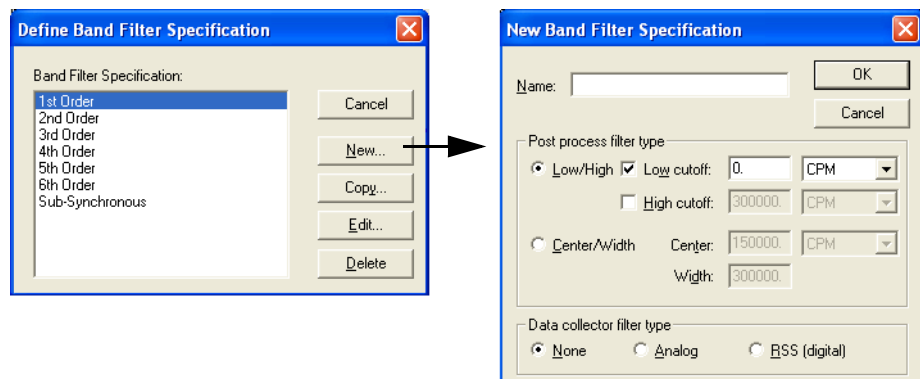 Define Band Filter Specification
Band Filter Specification:
1st Order
2nd Order
3rd Order
4th Order
5th Order
6th Order
Sub-Synchronous
Cancel
New...
Copy...
Edit...
Delete
New Band Filter Specification
Name:
OK
Cancel
Post process filter type
Low/High Low cutoff: 0. CPM
High cutoff: 300000. CPM
Center/Width Center: 150000. CPM
Width: 300000.
Data collector filter type
None Analog RSS (digital)